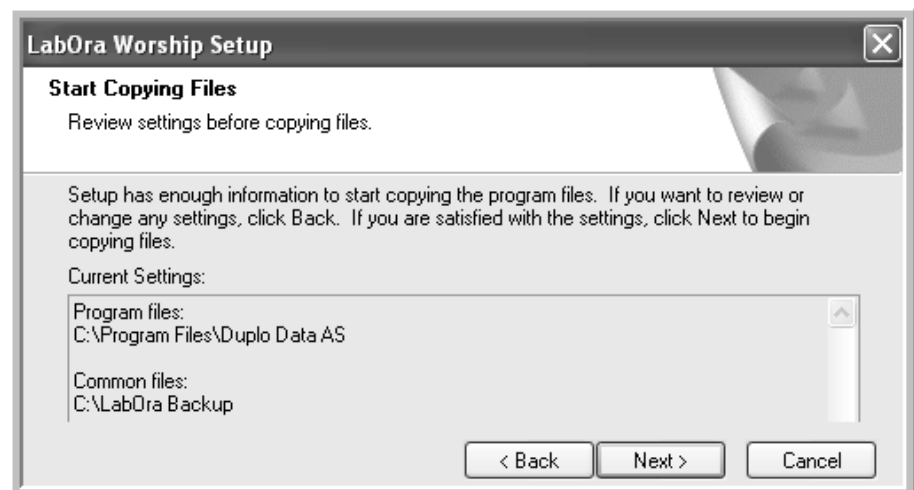 LabOra Worship Setup
Start Copying Files
Review settings before copying files.
Setup has enough information to start copying the program files.  If you want to review or
change any settings, click Back.  If you are satisfied with the settings, click Next to begin
copying files.
Current Settings:
Program files:
C:\Program Files\Duplo Data AS
Common files:
C:\LabOra Backup
< Back
Next >
Cancel